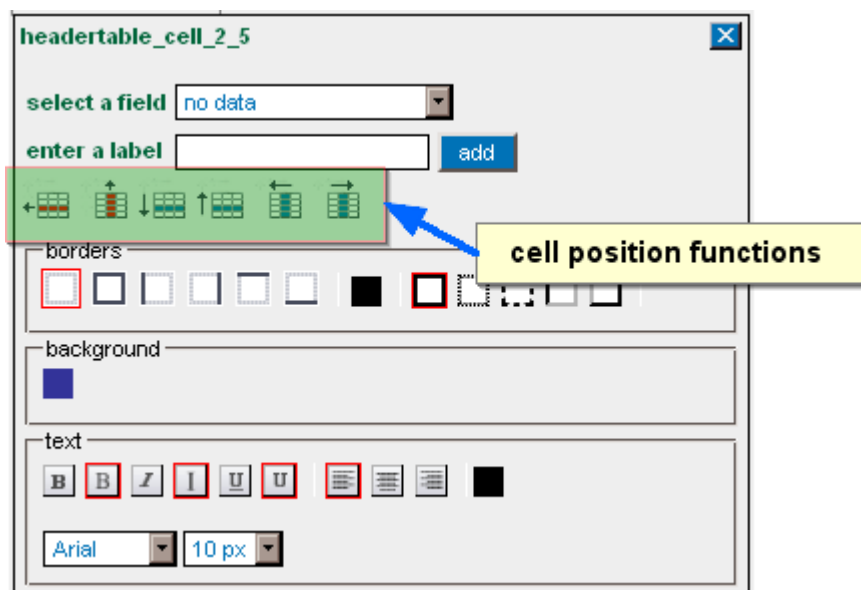 headertable_cell_2_5
select a field no data
enter a label add
cell position functions
borders
background
text
B B I I U U
Arial 10 px